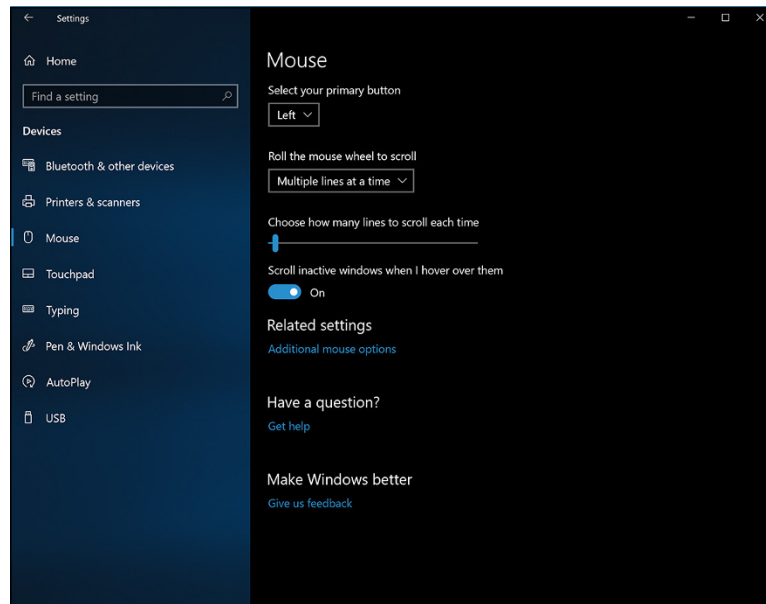 Settings
Home
Find a setting
Devices
Bluetooth & other devices
Printers & scanners
Mouse
Touchpad
Typing
Pen & Windows Ink
AutoPlay
USB
Mouse
Select your primary button
Left
Roll the mouse wheel to scroll
Multiple lines at a time
Choose how many lines to scroll each time
Scroll inactive windows when I hover over them
On
Related settings
Additional mouse options
Have a question?
Get help
Make Windows better
Give us feedback